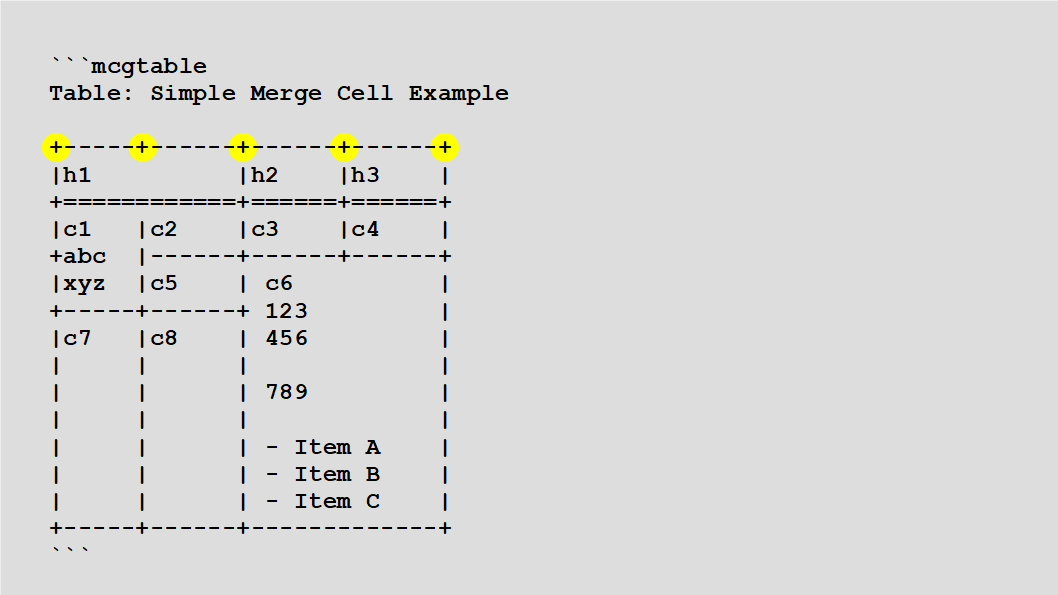 ```mcgtable
Table: Simple Merge Cell Example

+-----+------+------+------+
|h1          |h2    |h3    |
+============+======+======+
|c1   |c2    |c3    |c4    |
+abc  |------+------+------+
|xyz  |c5    | c6          |
+-----+------+ 123         |
|c7   |c8    | 456         |
|     |      |             |
|     |      | 789         |
|     |      |             |
|     |      | - Item A    |
|     |      | - Item B    |
|     |      | - Item C    |
+-----+------+-------------+
```